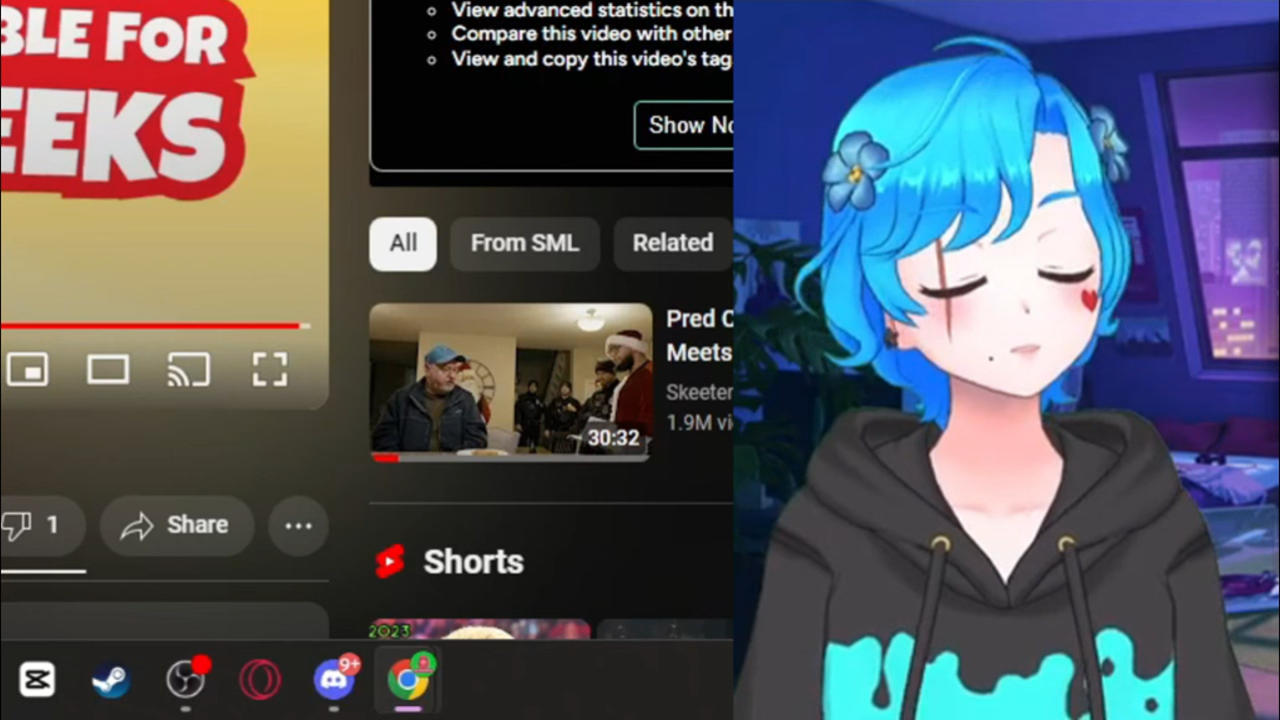 BLE FOR
EEKS
View advanced statistics on th
Compare this video with other
View and copy this video's tag
Show No
All
From SML
Related
30:32
Pred C
Meets
Skeeter
1.9M vi
1
Share
Shorts
2023
9+